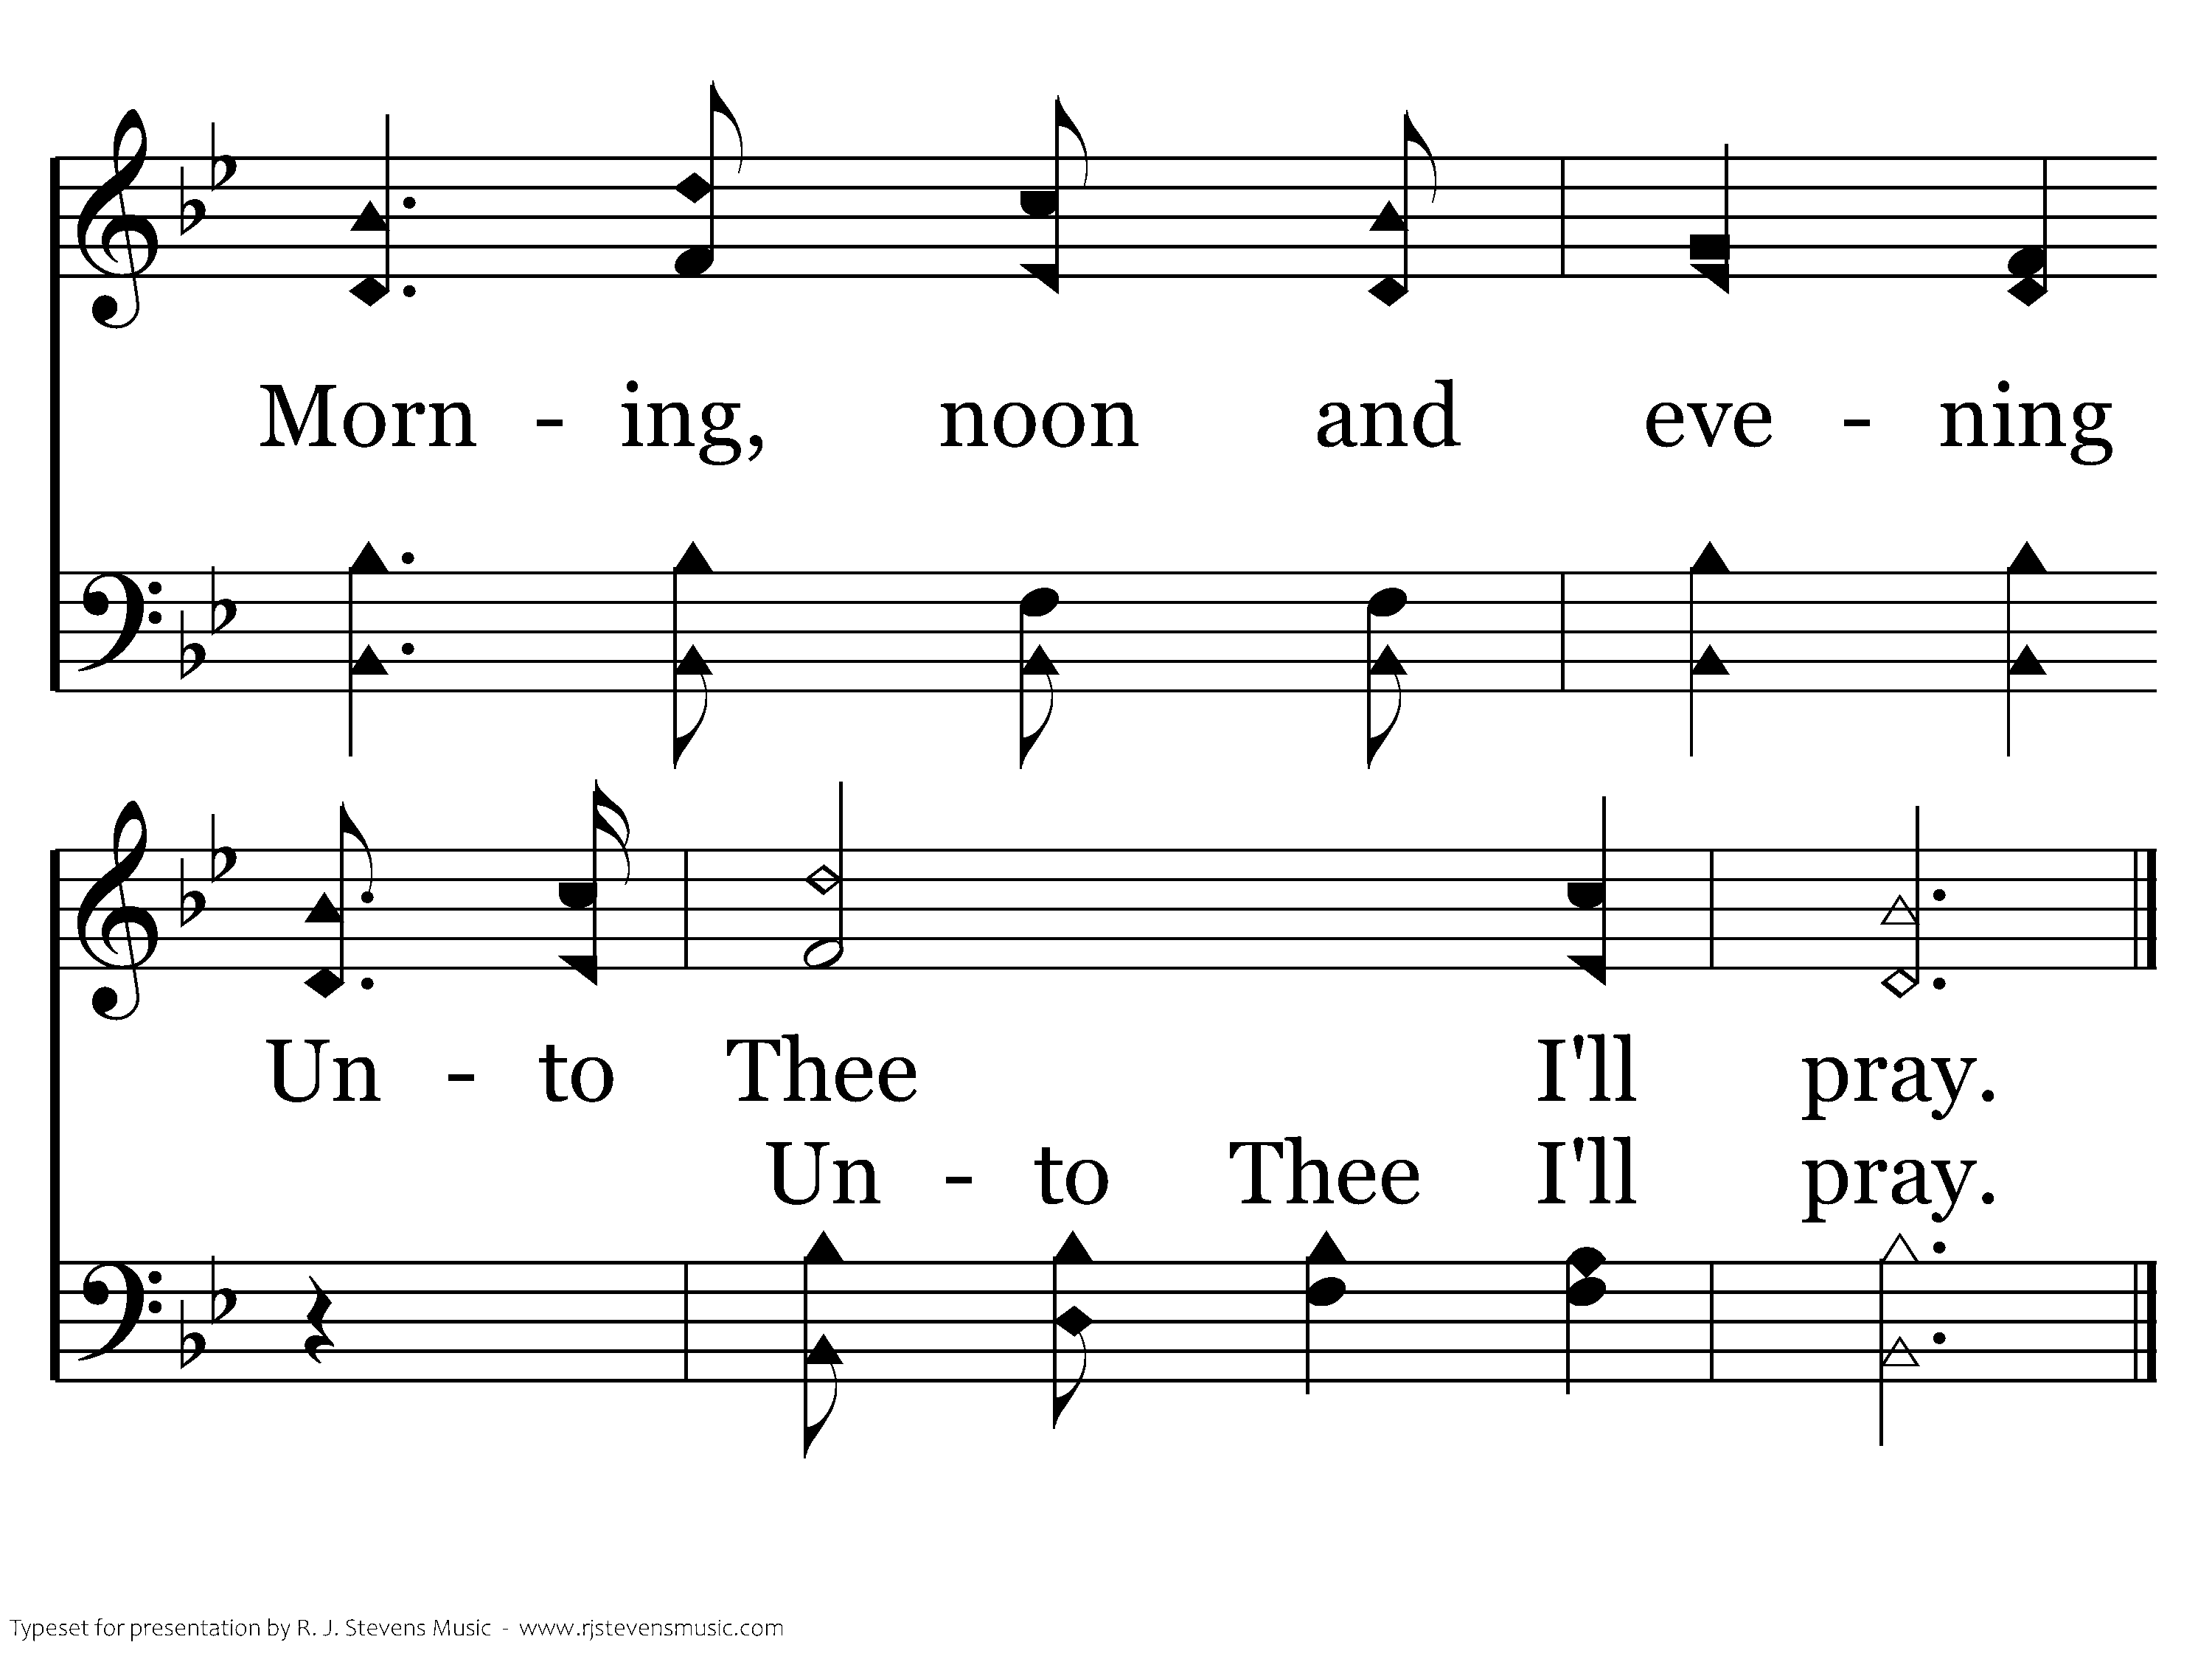 Morn - ing, noon and eve - ning
Un - to Thee I'll pray.
Un - to Thee I'll pray.
Typeset for presentation by R. J. Stevens Music - www.rjstevensmusic.com